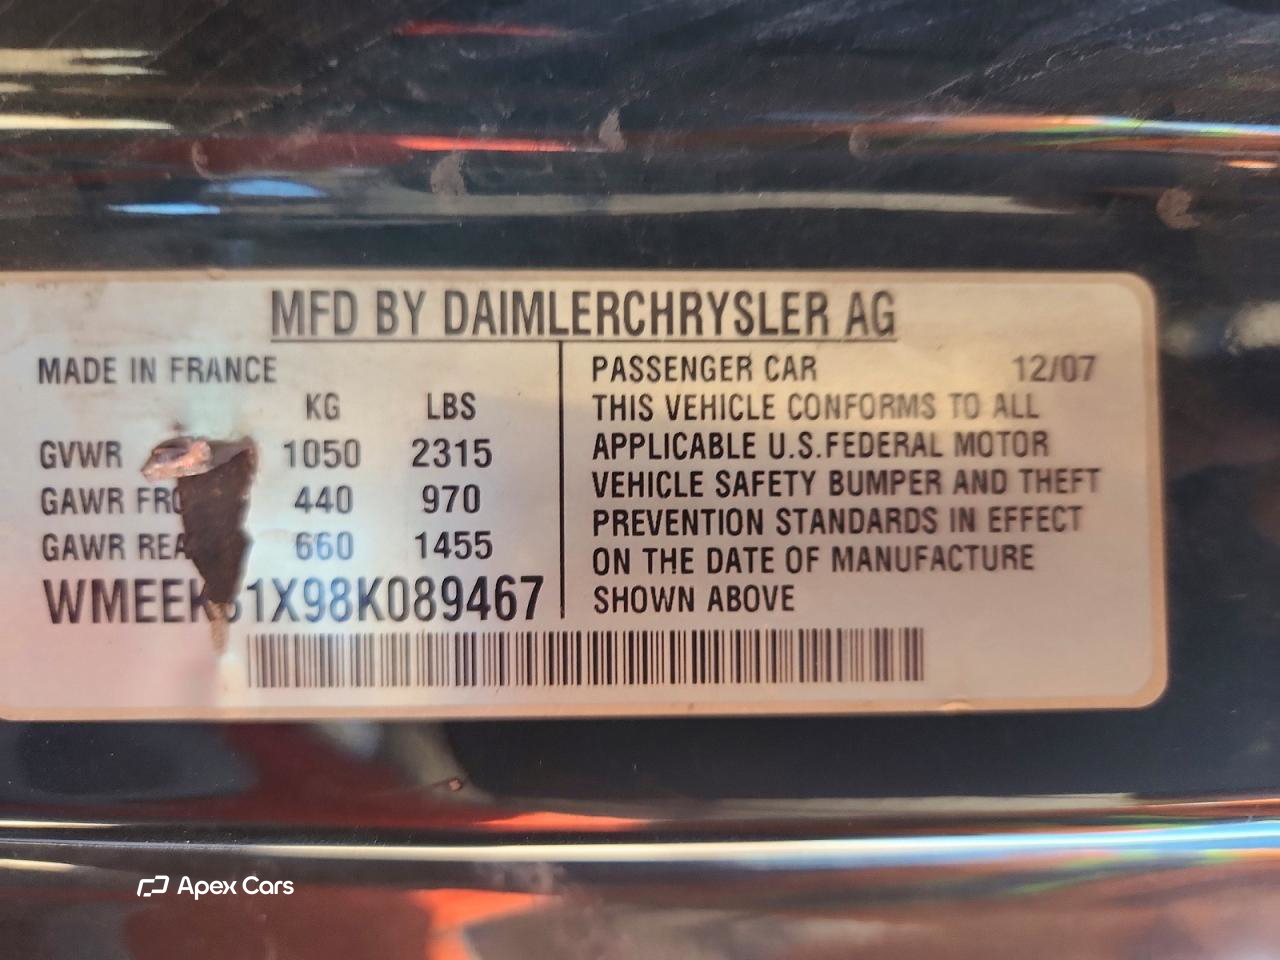 MFD BY DAIMLERCHRYSLER AG
MADE IN FRANCE
KG LBS
GVWR 1050 2315
GAWR FRO 440 970
GAWR REA 660 1455
WMEEK31X98K089467
PASSENGER CAR 12/07
THIS VEHICLE CONFORMS TO ALL
APPLICABLE U.S.FEDERAL MOTOR
VEHICLE SAFETY BUMPER AND THEFT
PREVENTION STANDARDS IN EFFECT
ON THE DATE OF MANUFACTURE
SHOWN ABOVE
Apex Cars